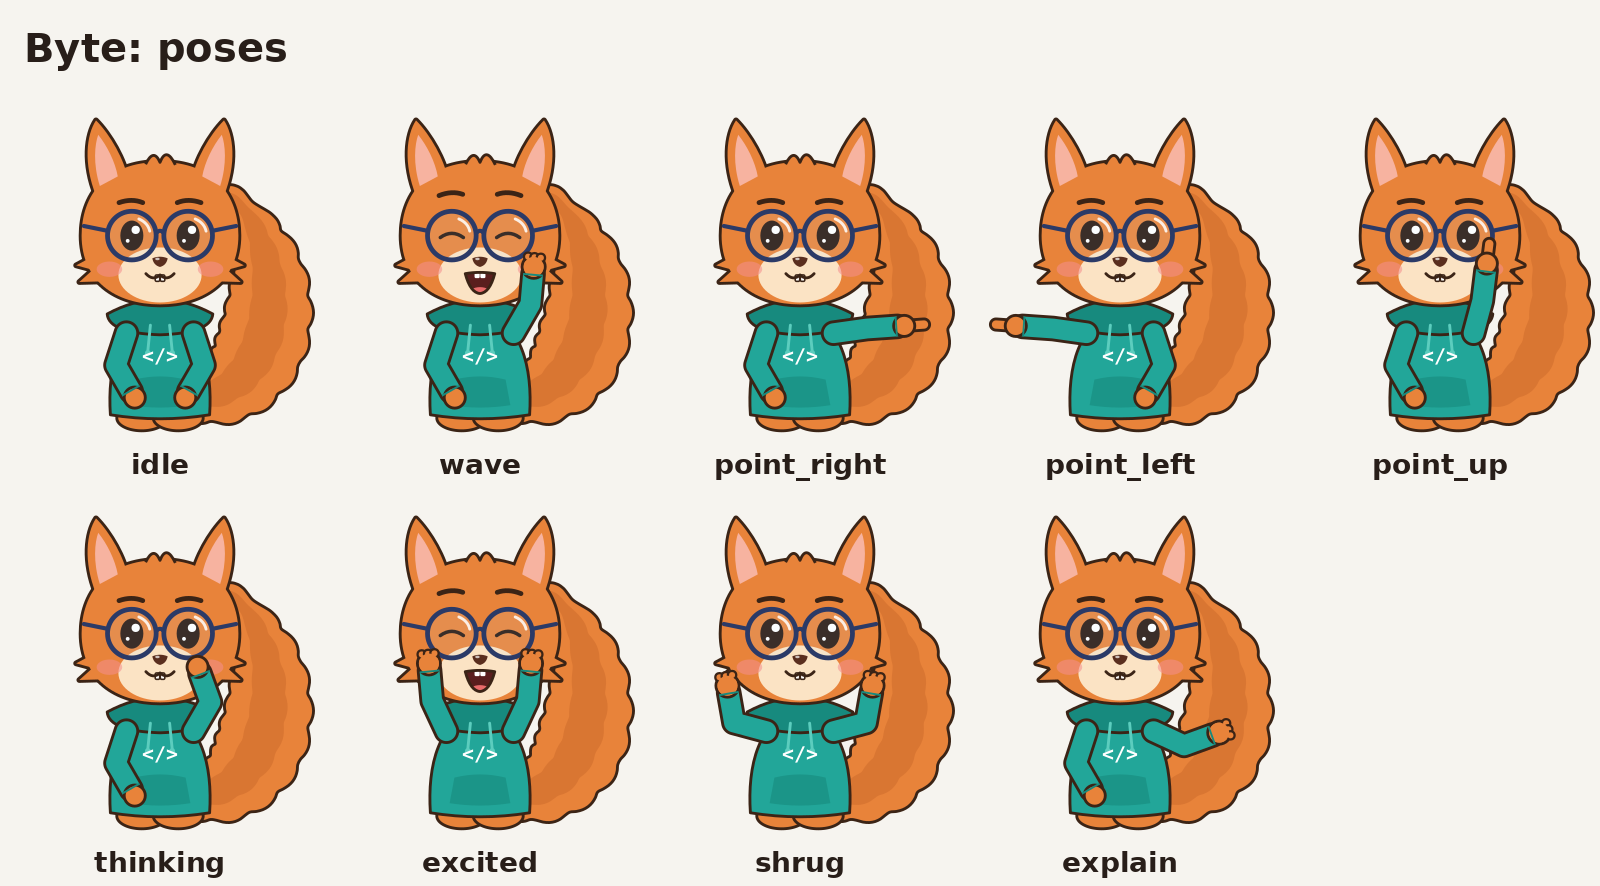 Byte: poses
</> </> </> </> </>
idle wave point_right point_left point_up
</> </> </> </>
thinking excited shrug explain